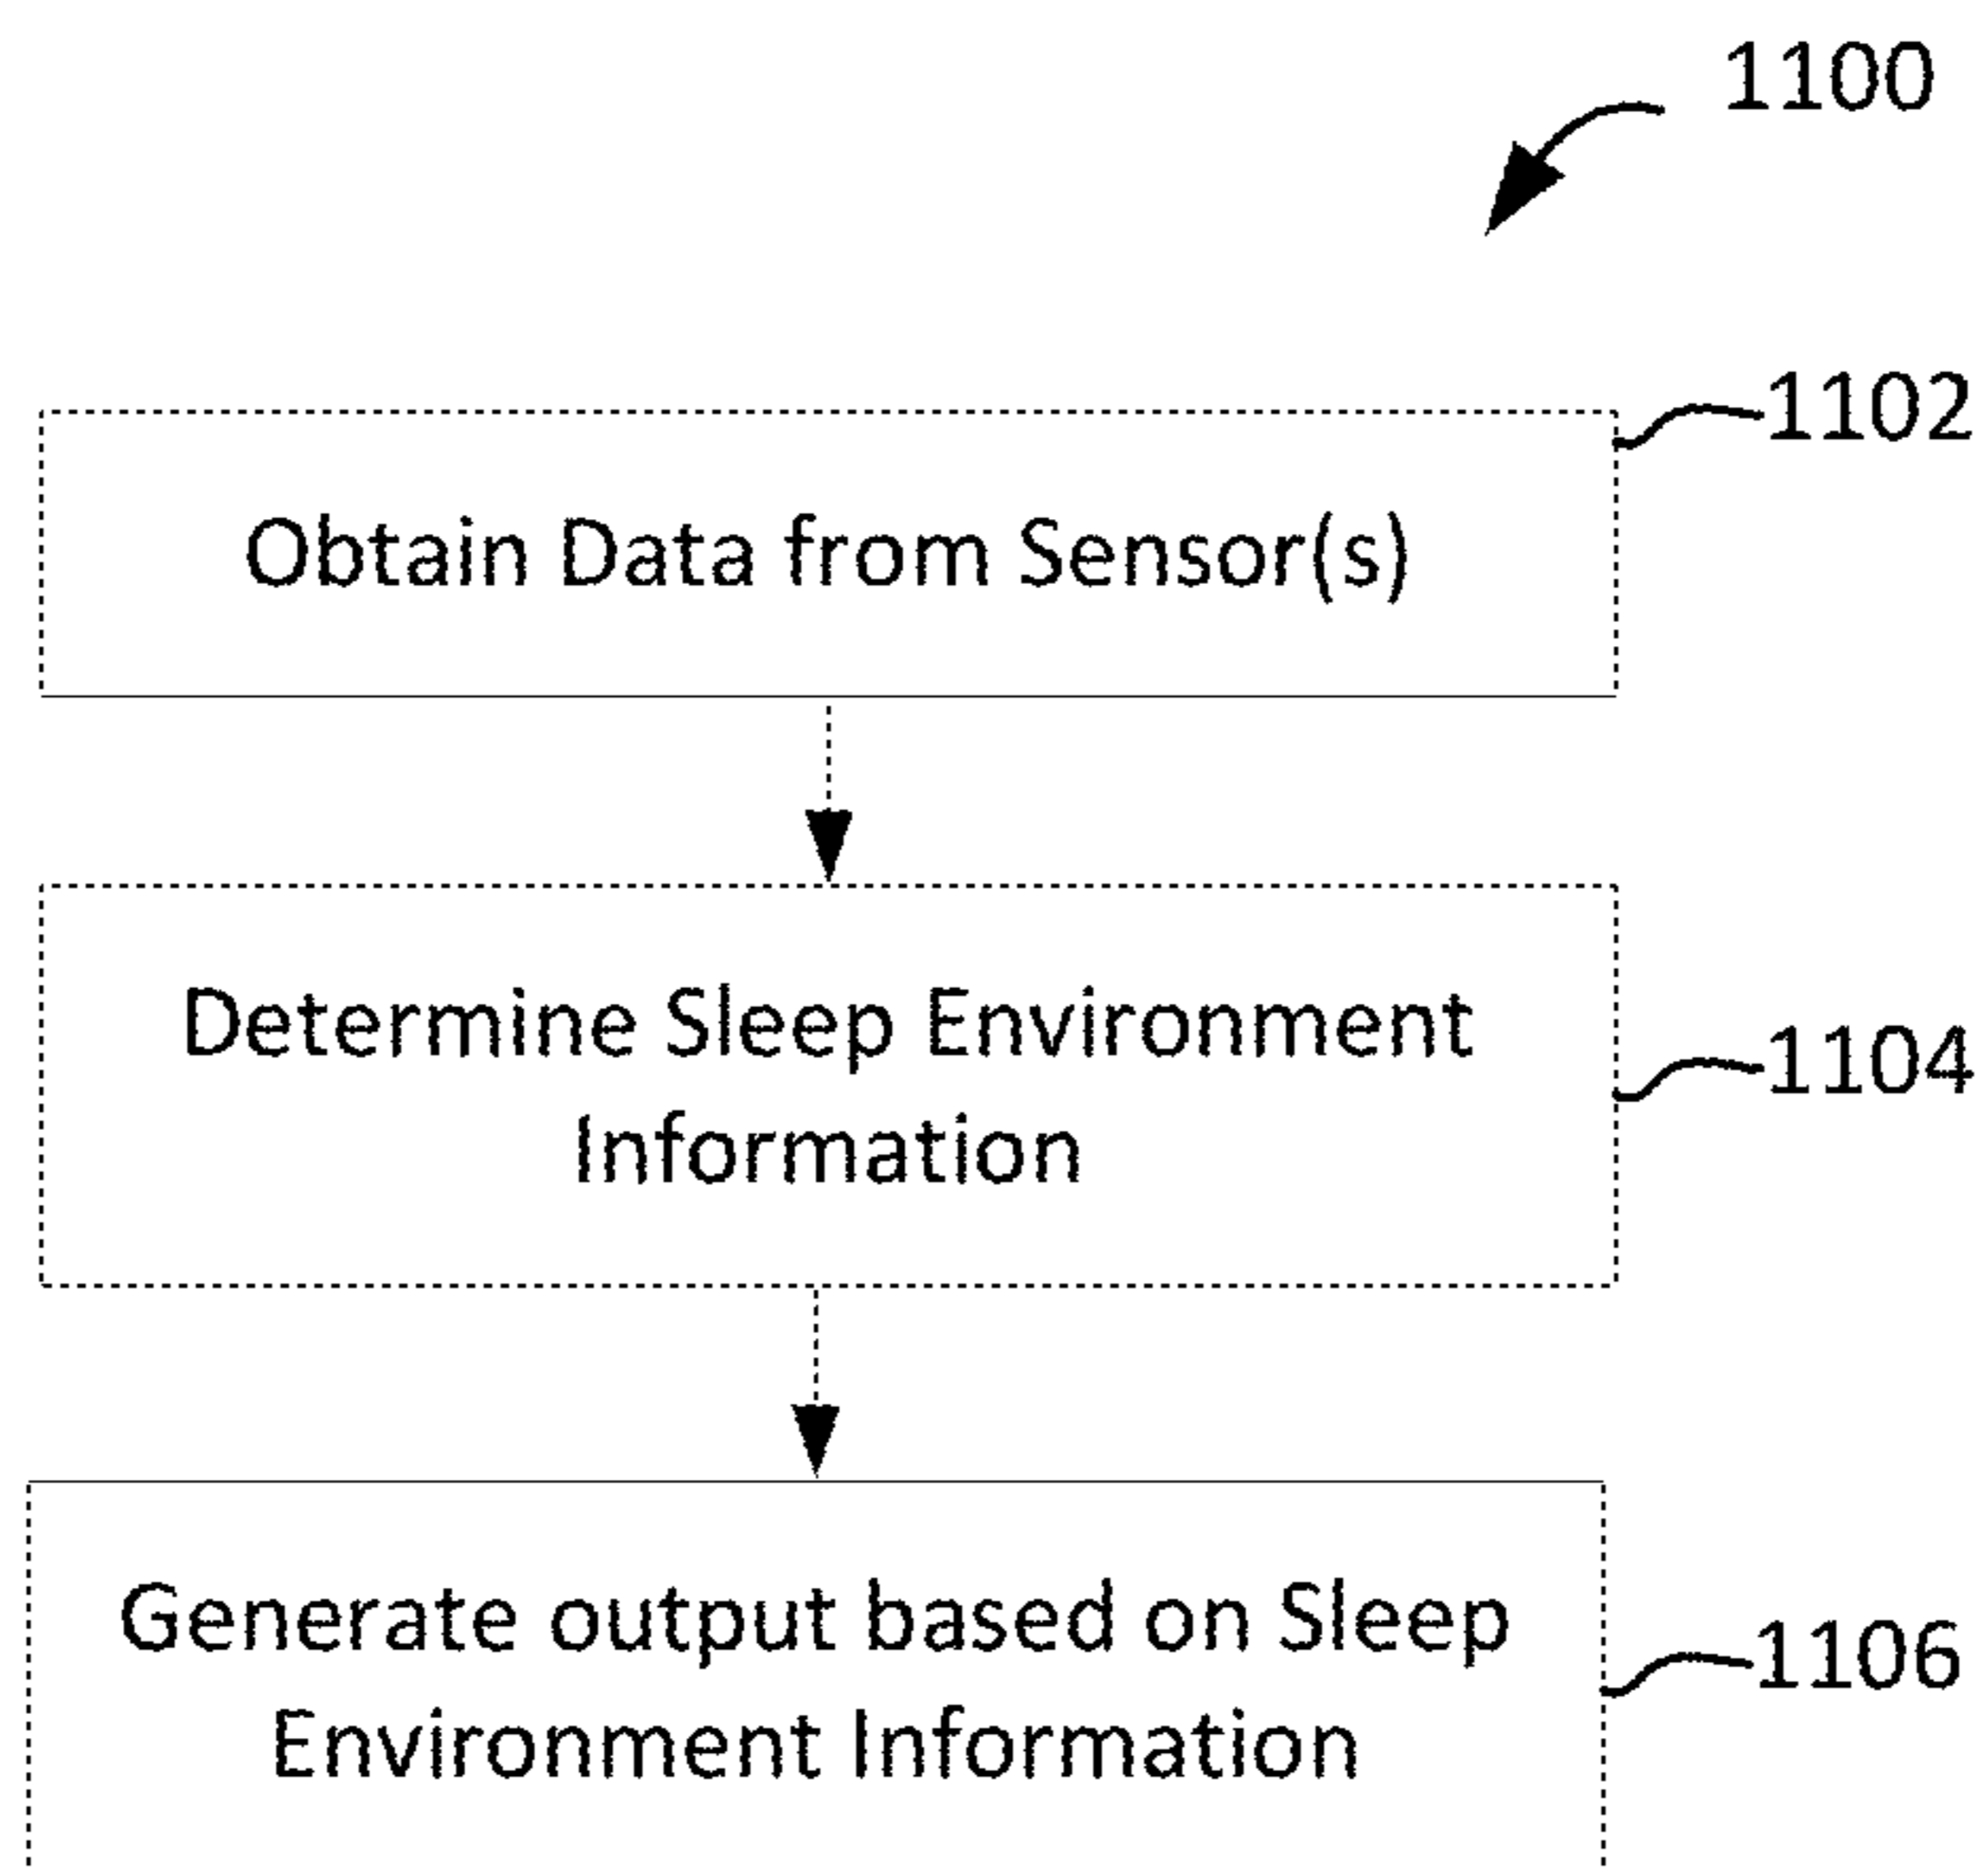 1100
1102
Obtain Data from Sensor(s)
Determine Sleep Environment
Information
1104
Generate output based on Sleep
Environment Information
1106